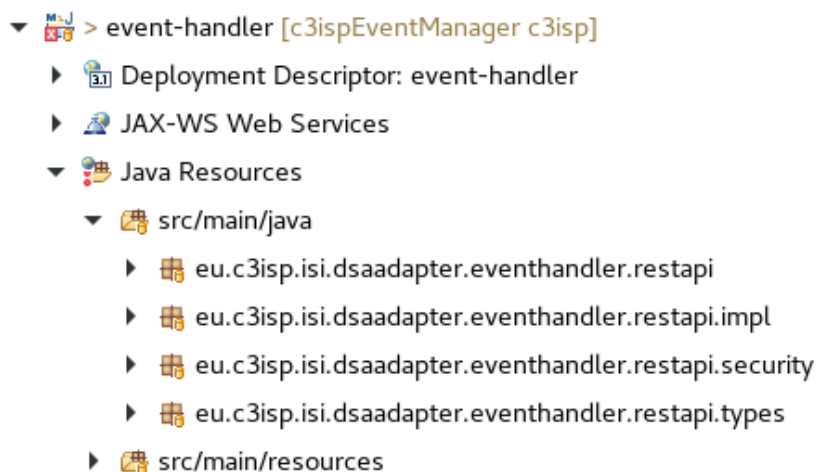 > event-handler [c3ispEventManager c3isp]
Deployment Descriptor: event-handler
JAX-WS Web Services
Java Resources
src/main/java
eu.c3isp.isi.dsaadapter.eventhandler.restapi
eu.c3isp.isi.dsaadapter.eventhandler.restapi.impl
eu.c3isp.isi.dsaadapter.eventhandler.restapi.security
eu.c3isp.isi.dsaadapter.eventhandler.restapi.types
src/main/resources